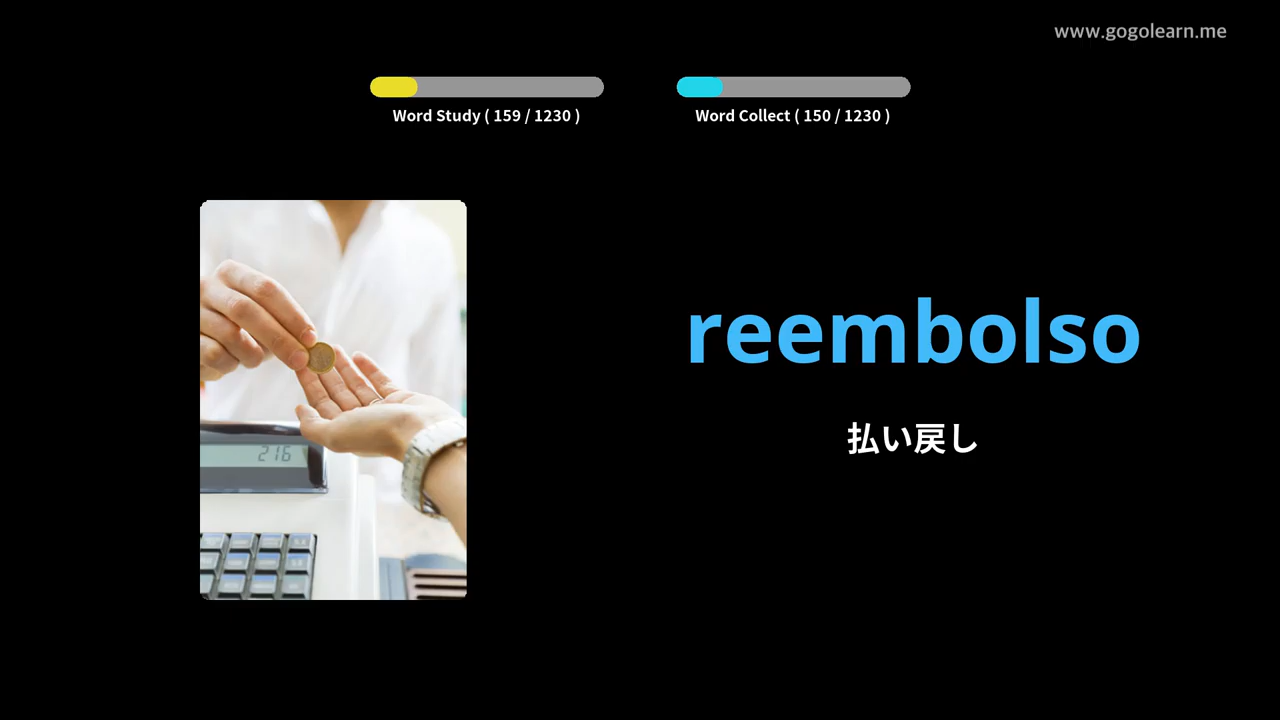 www.gogolearn.me
Word Study ( 159 / 1230 )
Word Collect ( 150 / 1230 )
reembolso
払い戻し
216